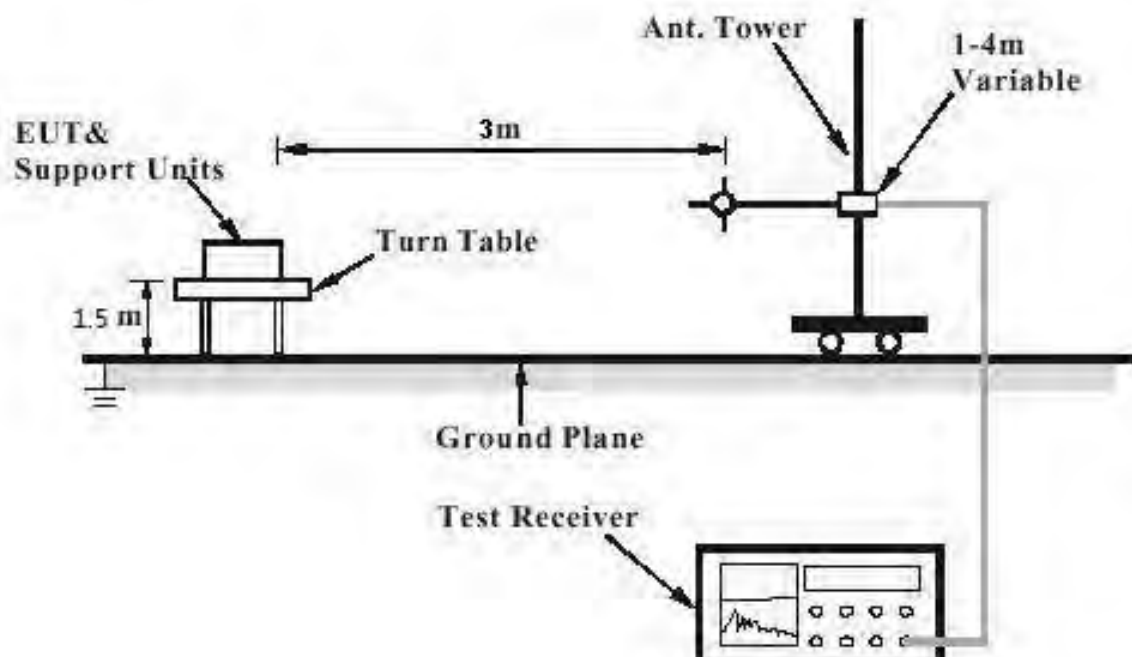 Ant. Tower
1-4m
Variable
EUT&
Support Units
3m
Turn Table
1.5 m
Ground Plane
Test Receiver